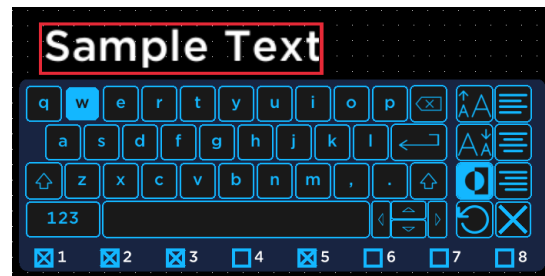 Sample Text
q w e r t y u i o p
a s d f g h j k l
z x c v b n m , .
123
1 2 3 4 5 6 7 8